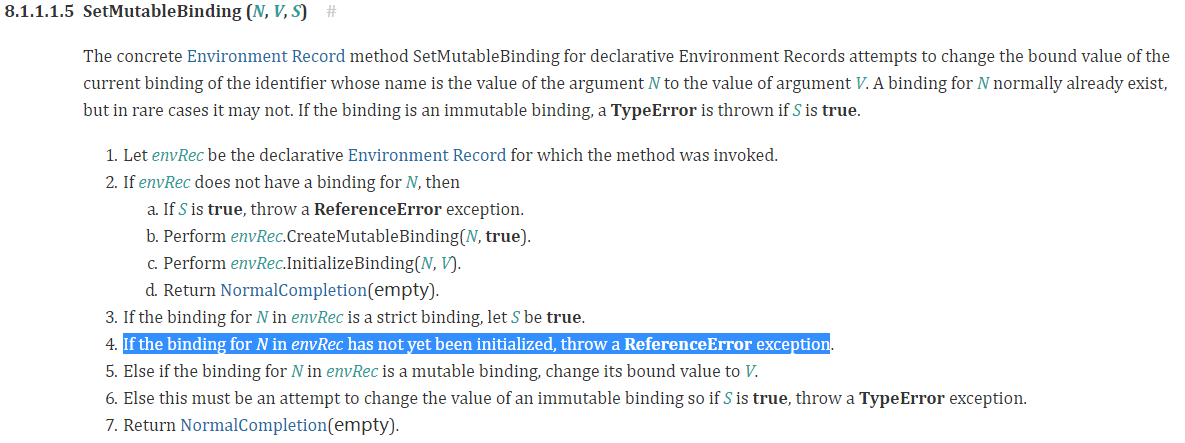 8.1.1.1.5 SetMutableBinding (N, V, S) #
The concrete Environment Record method SetMutableBinding for declarative Environment Records attempts to change the bound value of the
current binding of the identifier whose name is the value of the argument N to the value of argument V. A binding for N normally already exist,
but in rare cases it may not. If the binding is an immutable binding, a TypeError is thrown if S is true.
1. Let envRec be the declarative Environment Record for which the method was invoked.
2. If envRec does not have a binding for N, then
a. If S is true, throw a ReferenceError exception.
b. Perform envRec.CreateMutableBinding(N, true).
c. Perform envRec.InitializeBinding(N, V).
d. Return NormalCompletion(empty).
3. If the binding for N in envRec is a strict binding, let S be true.
4. If the binding for N in envRec has not yet been initialized, throw a ReferenceError exception.
5. Else if the binding for N in envRec is a mutable binding, change its bound value to V.
6. Else this must be an attempt to change the value of an immutable binding so if S is true, throw a TypeError exception.
7. Return NormalCompletion(empty).